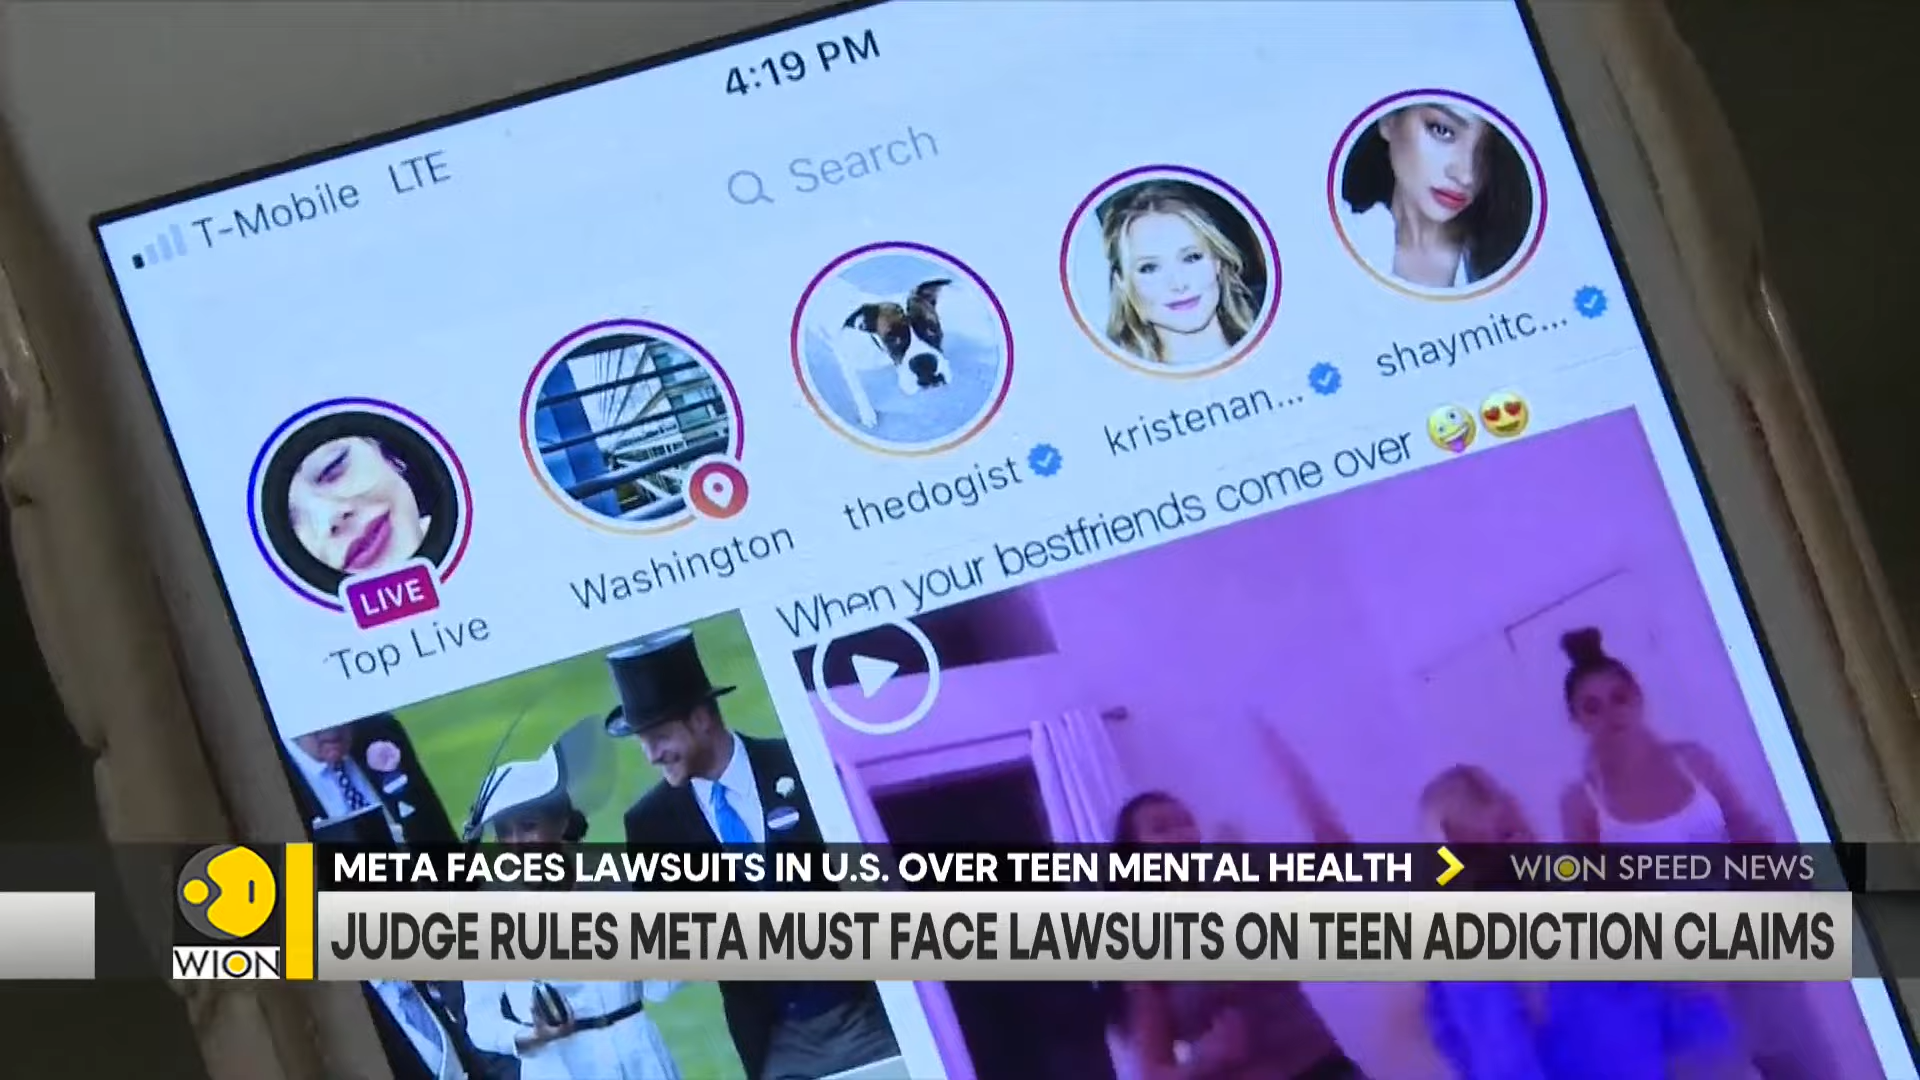 4:19 PM
T-Mobile LTE
Search
LIVE
Top Live
Washington
thedogist
kristenan...
shaymitc...
When your bestfriends come over 🤪😍
META FACES LAWSUITS IN U.S. OVER TEEN MENTAL HEALTH
WION SPEED NEWS
JUDGE RULES META MUST FACE LAWSUITS ON TEEN ADDICTION CLAIMS
WION